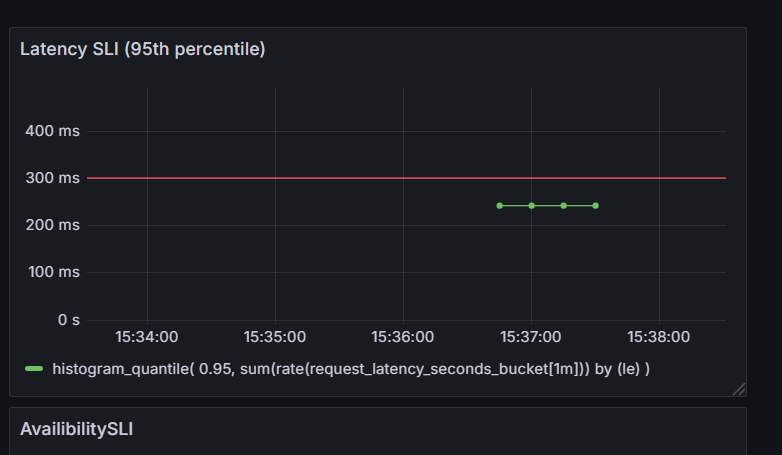 Latency SLI (95th percentile)
400 ms
300 ms
200 ms
100 ms
0 s
15:34:00 15:35:00 15:36:00 15:37:00 15:38:00
histogram_quantile( 0.95, sum(rate(request_latency_seconds_bucket[1m])) by (le) )
AvailibilitySLI